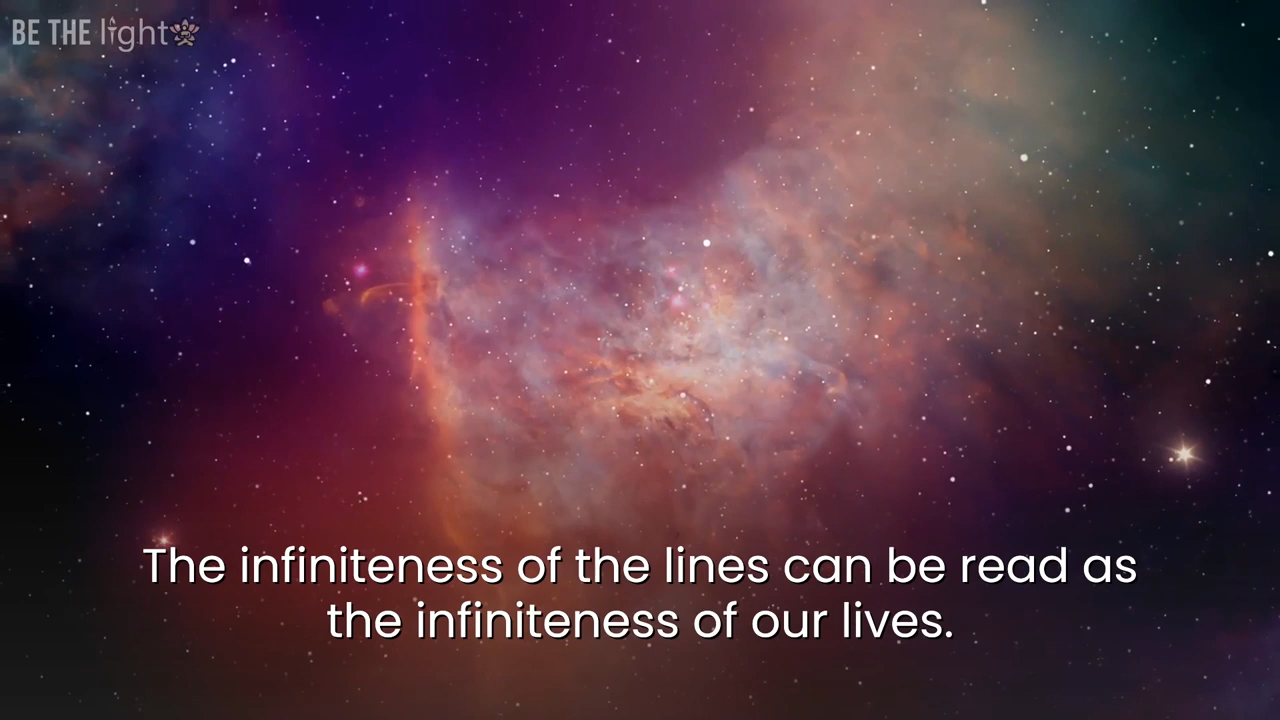 BE THE light
The infiniteness of the lines can be read as
the infiniteness of our lives.